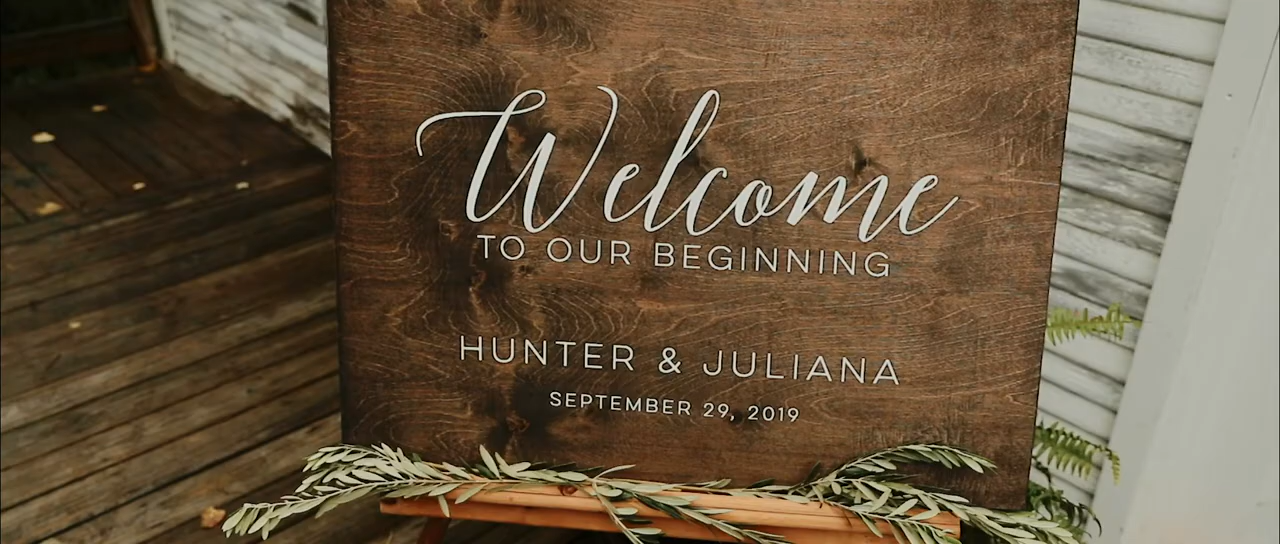 Welcome
TO OUR BEGINNING
HUNTER & JULIANA
SEPTEMBER 29, 2019